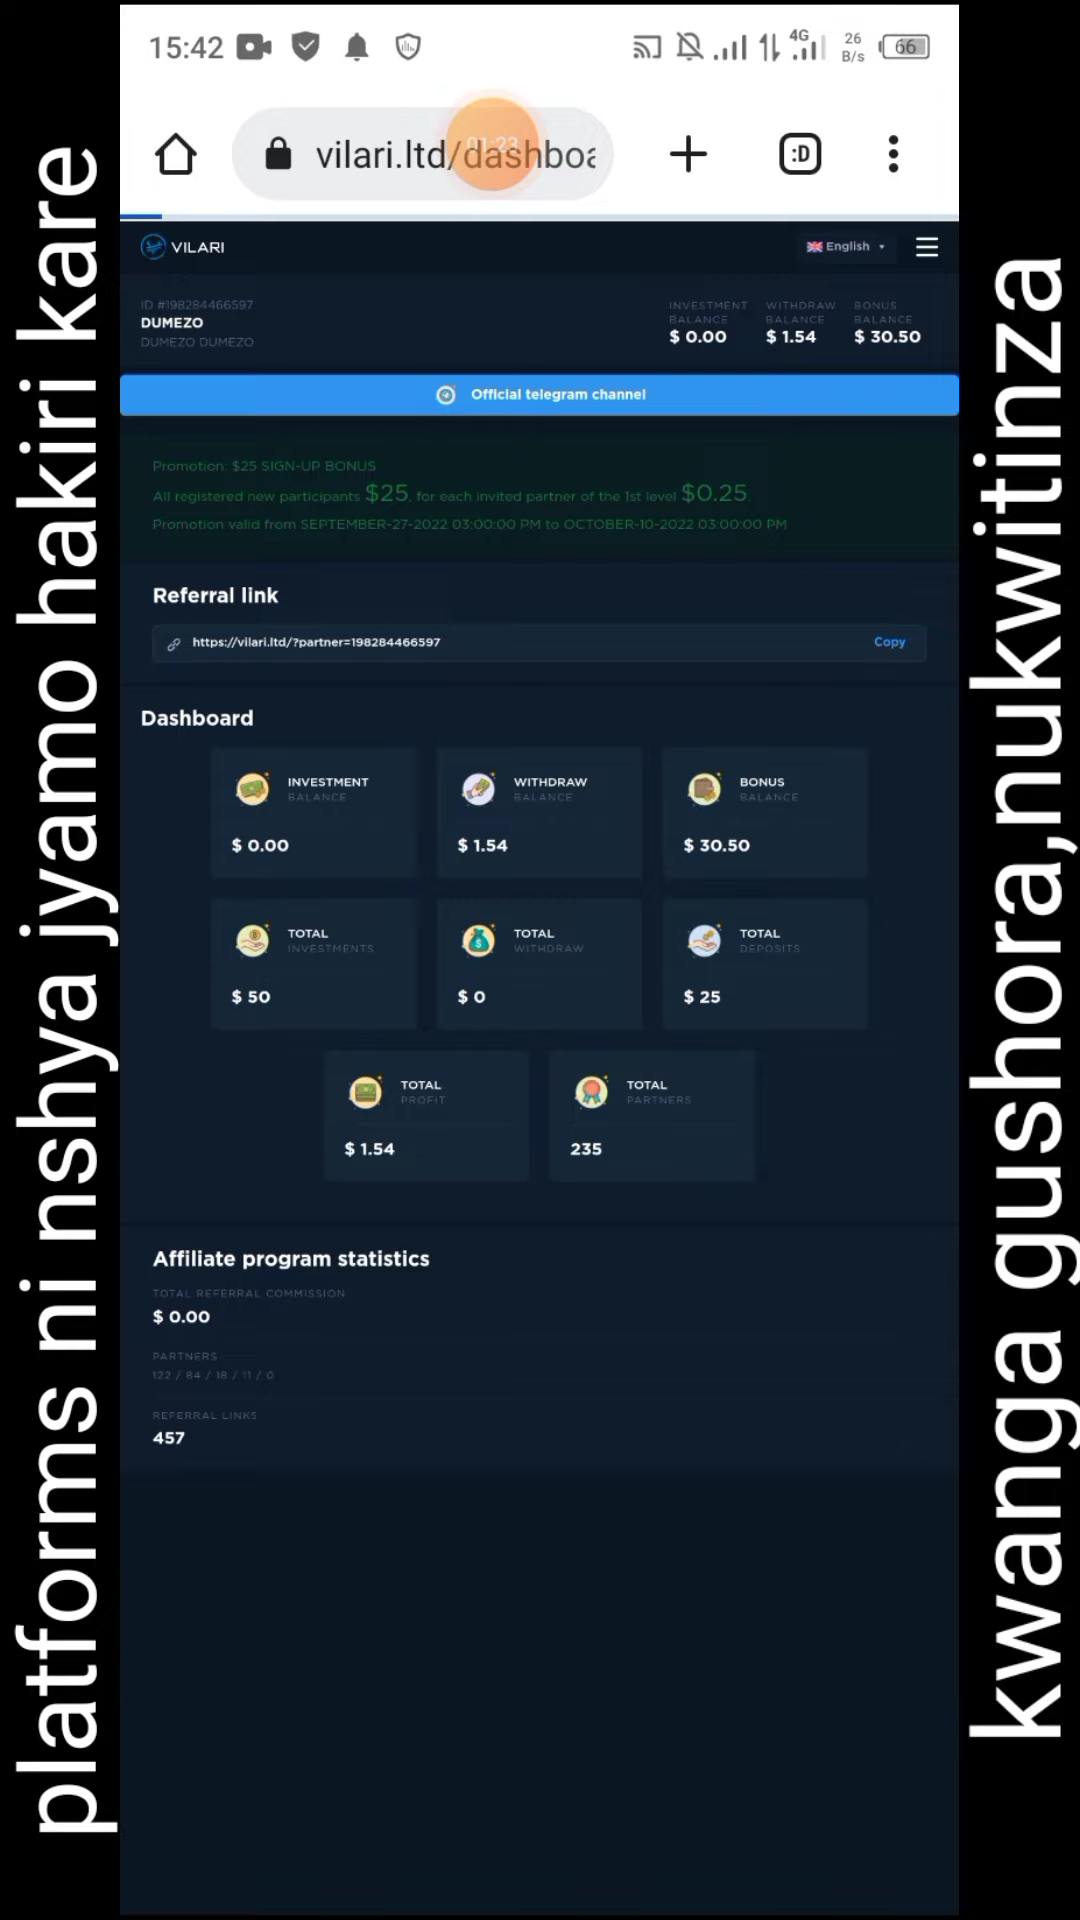 platforms ni nshya jyamo hakiri kare
15:42
4G
26 B/s
66
vilari.ltd/dashboa
01:23
:D
VILARI
English
ID #198284466597
DUMEZO
DUMEZO DUMEZO
INVESTMENT BALANCE
$ 0.00
WITHDRAW BALANCE
$ 1.54
BONUS BALANCE
$ 30.50
Official telegram channel
Promotion: $25 SIGN-UP BONUS
All registered new participants $25, for each invited partner of the 1st level $0.25.
Promotion valid from SEPTEMBER-27-2022 03:00:00 PM to OCTOBER-10-2022 03:00:00 PM
Referral link
https://vilari.ltd/?partner=198284466597
Copy
Dashboard
INVESTMENT
BALANCE
$ 0.00
WITHDRAW
BALANCE
$ 1.54
BONUS
BALANCE
$ 30.50
TOTAL
INVESTMENTS
$ 50
TOTAL
WITHDRAW
$ 0
TOTAL
DEPOSITS
$ 25
TOTAL
PROFIT
$ 1.54
TOTAL
PARTNERS
235
Affiliate program statistics
TOTAL REFERRAL COMMISSION
$ 0.00
PARTNERS
122 / 84 / 18 / 11 / 0
REFERRAL LINKS
457
kwanga gushora,nukwitinza